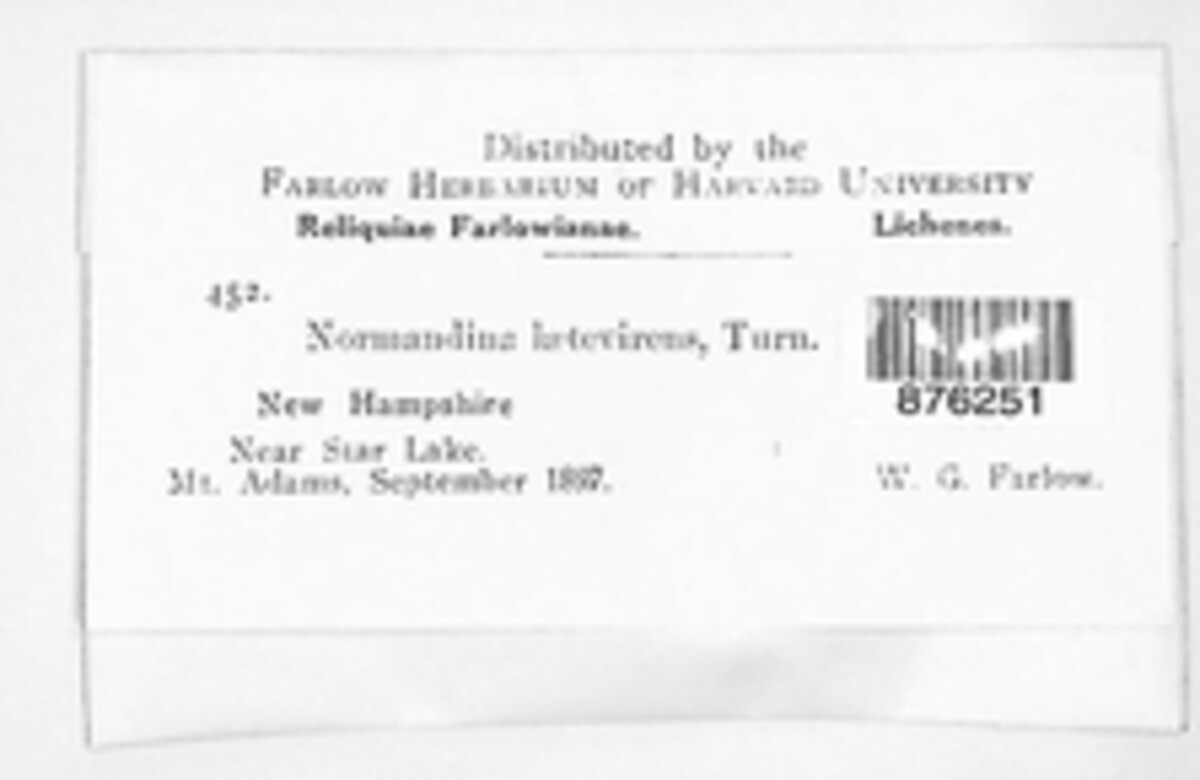 Distributed by the
FARLOW HERBARIUM OF HARVARD UNIVERSITY
Reliquiae Farlowianae. Lichenes.
452.
Normandina laetevirens, Turn.
876251
New Hampshire
Near Star Lake.
Mt. Adams, September 1897.
W. G. Farlow.